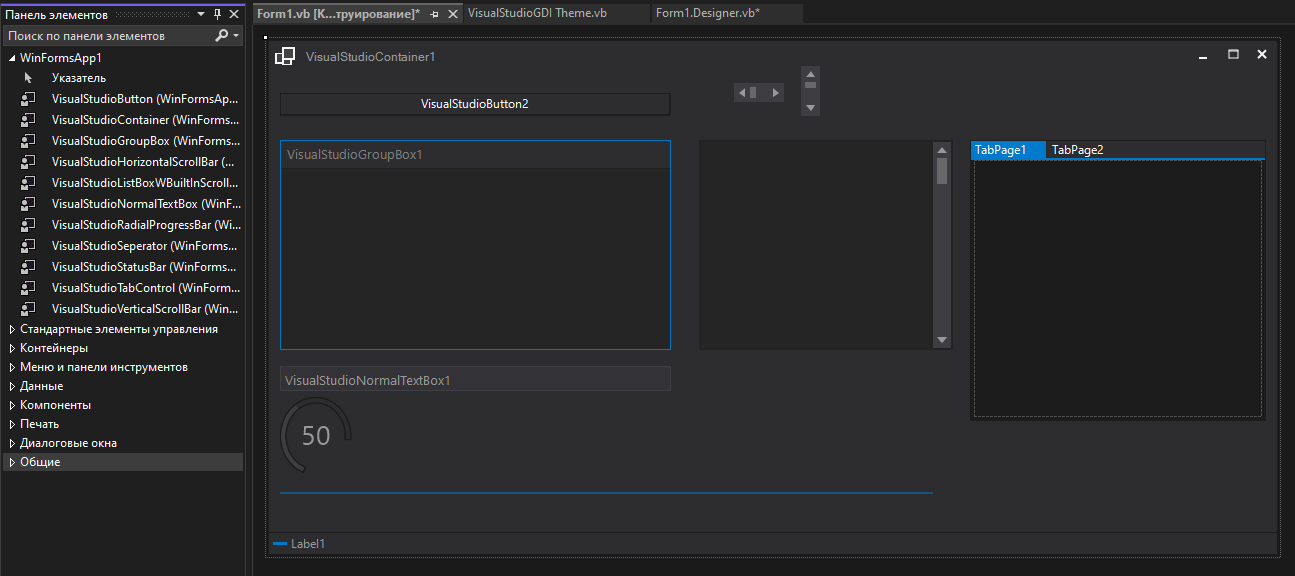 Панель элементов
Поиск по панели элементов
WinFormsApp1
Указатель
VisualStudioButton (WinFormsAp...
VisualStudioContainer (WinForms...
VisualStudioGroupBox (WinForms...
VisualStudioHorizontalScrollBar (...
VisualStudioListBoxWBuiltInScroll...
VisualStudioNormalTextBox (WinF...
VisualStudioRadialProgressBar (Wi...
VisualStudioSeperator (WinForms...
VisualStudioStatusBar (WinForms...
VisualStudioTabControl (WinForm...
VisualStudioVerticalScrollBar (Win...
Стандартные элементы управления
Контейнеры
Меню и панели инструментов
Данные
Компоненты
Печать
Диалоговые окна
Общие
Form1.vb [К...труирование]*
VisualStudioGDI Theme.vb
Form1.Designer.vb*
VisualStudioContainer1
VisualStudioButton2
VisualStudioGroupBox1
TabPage1
TabPage2
VisualStudioNormalTextBox1
50
Label1